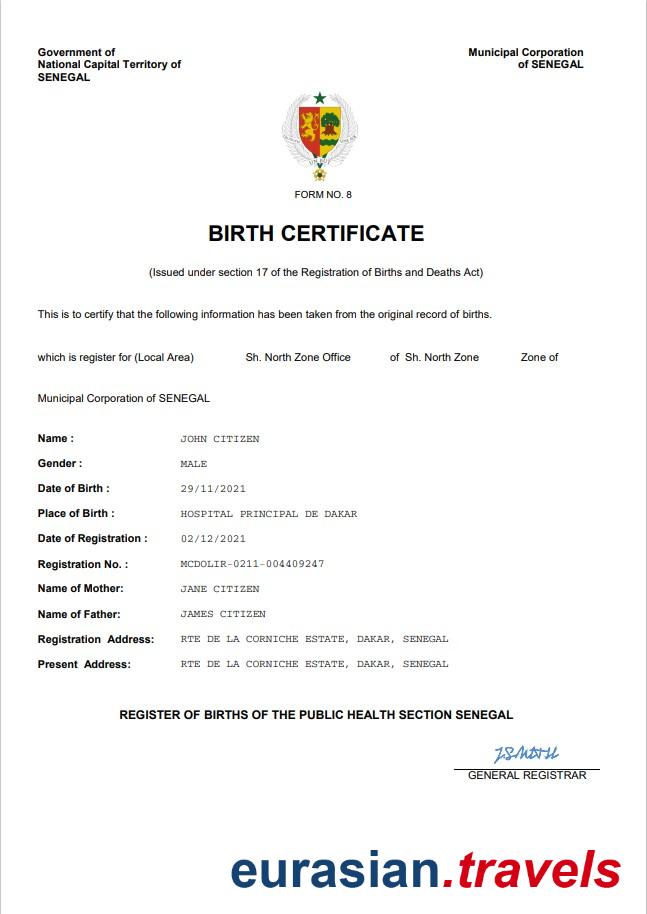 Government of
National Capital Territory of
SENEGAL
Municipal Corporation
of SENEGAL
FORM NO. 8
BIRTH CERTIFICATE
(Issued under section 17 of the Registration of Births and Deaths Act)
This is to certify that the following information has been taken from the original record of births.
which is register for (Local Area) Sh. North Zone Office of Sh. North Zone Zone of
Municipal Corporation of SENEGAL
Name : JOHN CITIZEN
Gender : MALE
Date of Birth : 29/11/2021
Place of Birth : HOSPITAL PRINCIPAL DE DAKAR
Date of Registration : 02/12/2021
Registration No. : MCDOLIR-0211-004409247
Name of Mother: JANE CITIZEN
Name of Father: JAMES CITIZEN
Registration Address: RTE DE LA CORNICHE ESTATE, DAKAR, SENEGAL
Present Address: RTE DE LA CORNICHE ESTATE, DAKAR, SENEGAL
REGISTER OF BIRTHS OF THE PUBLIC HEALTH SECTION SENEGAL
GENERAL REGISTRAR
eurasian.travels